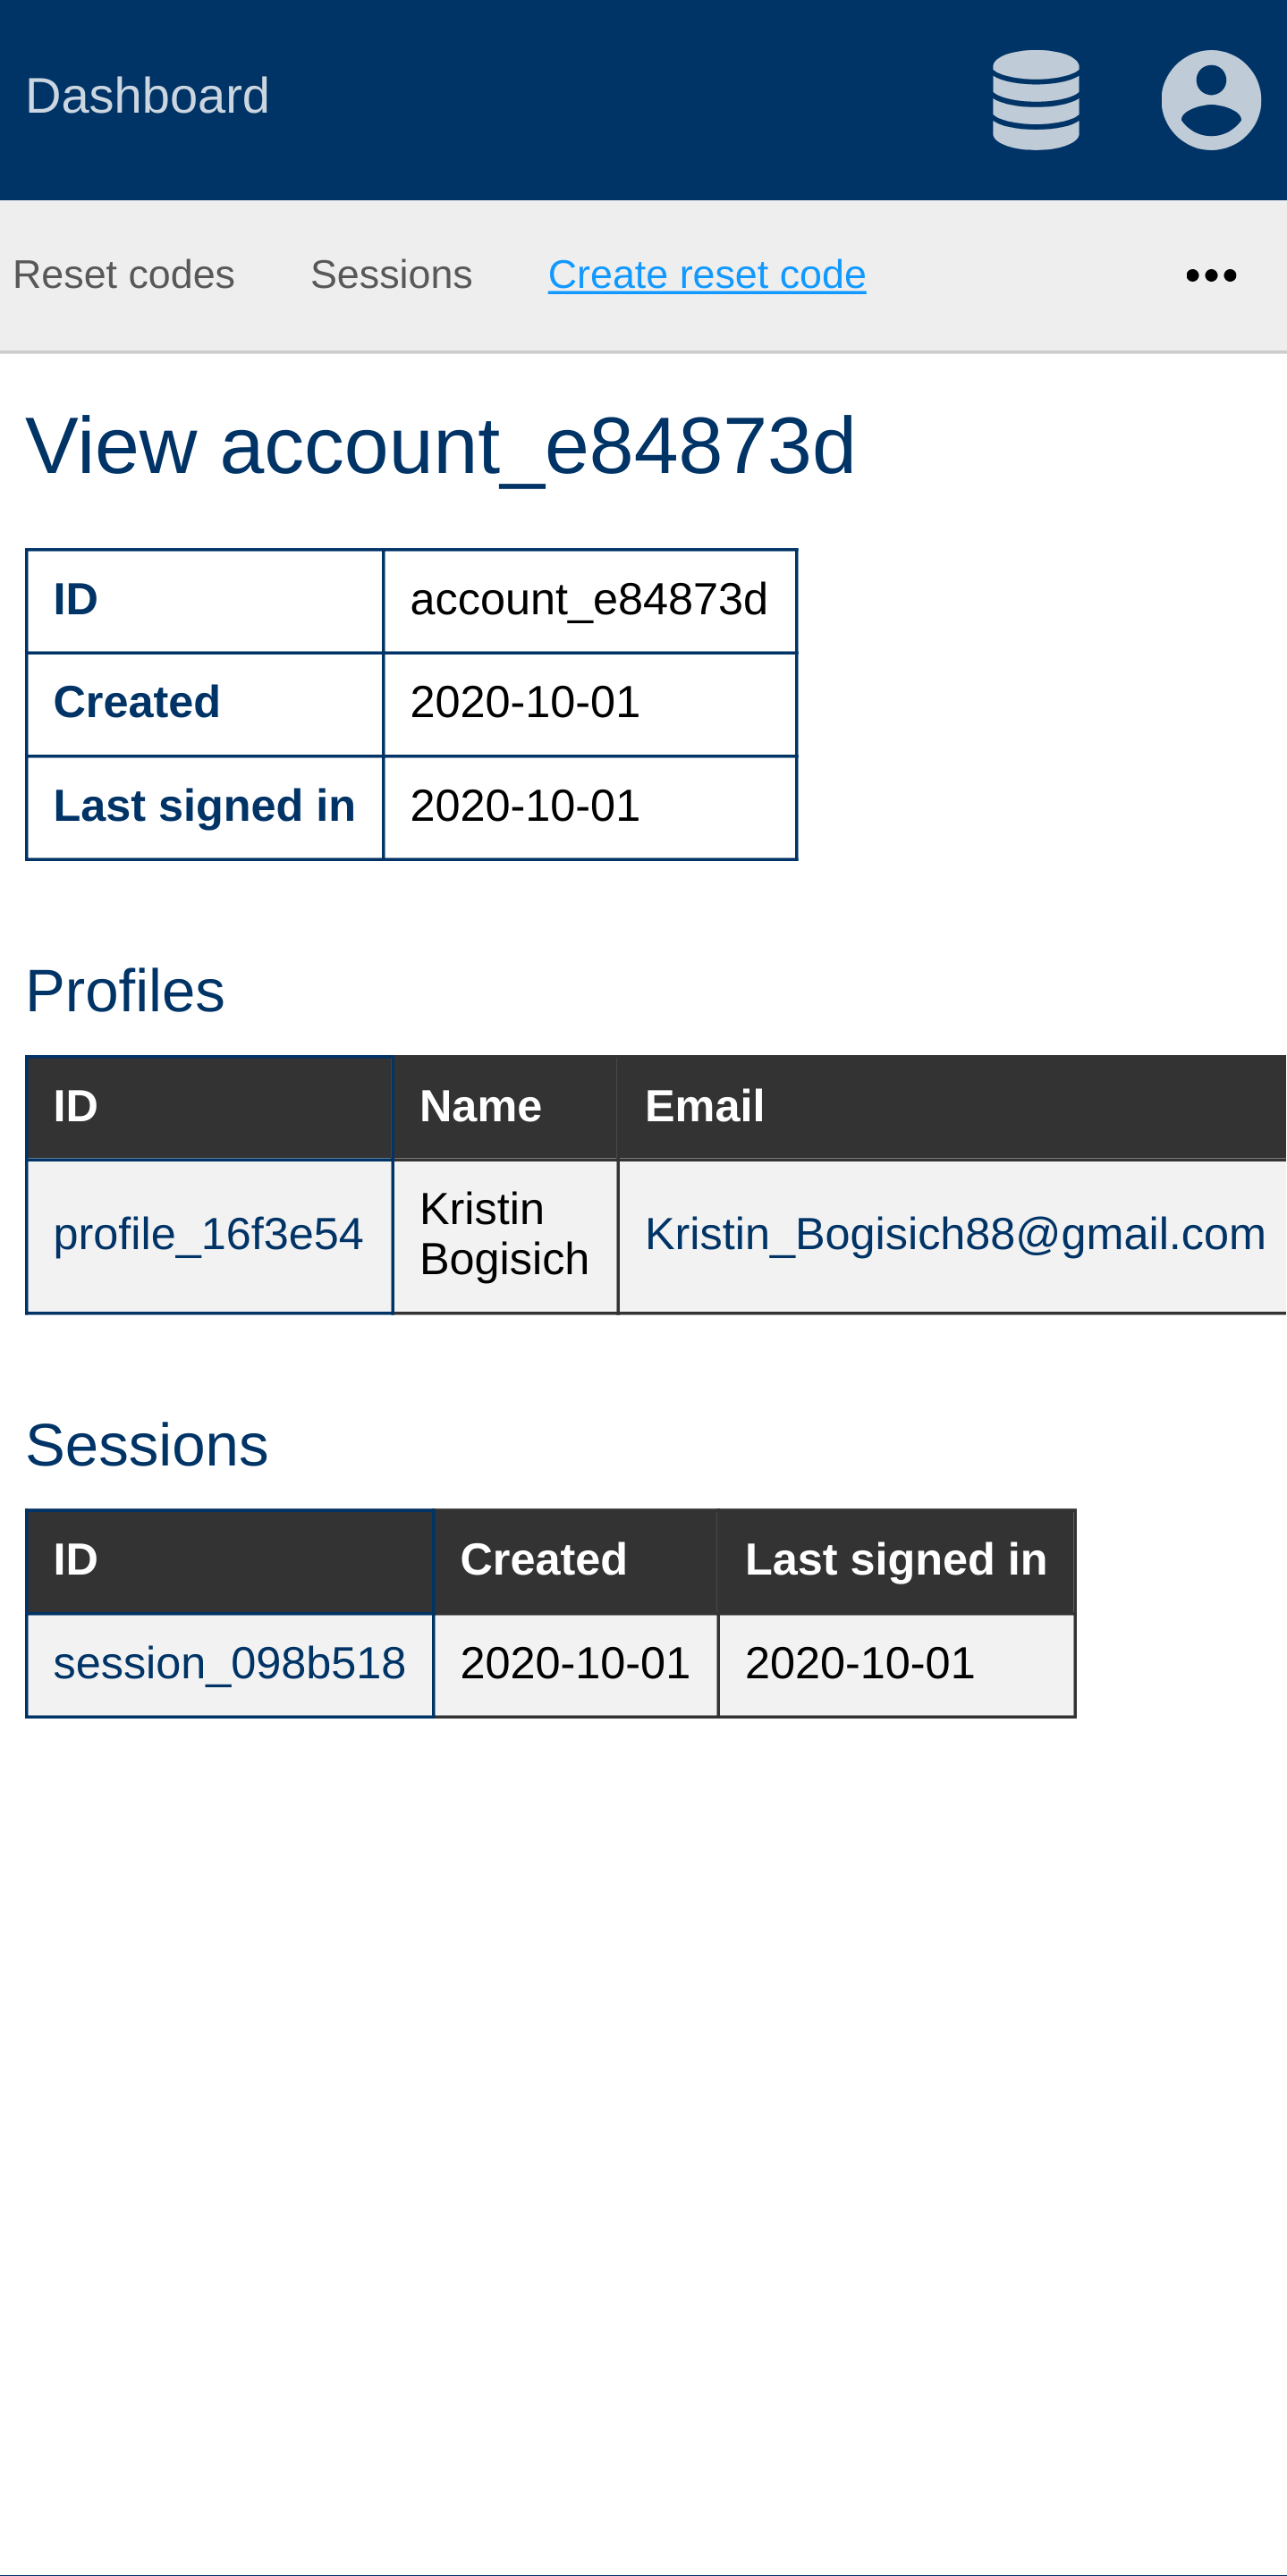 Dashboard
Reset codes Sessions Create reset code •••
View account_e84873d
ID account_e84873d
Created 2020-10-01
Last signed in 2020-10-01
Profiles
ID Name Email
profile_16f3e54 Kristin Bogisich Kristin_Bogisich88@gmail.com
Sessions
ID Created Last signed in
session_098b518 2020-10-01 2020-10-01